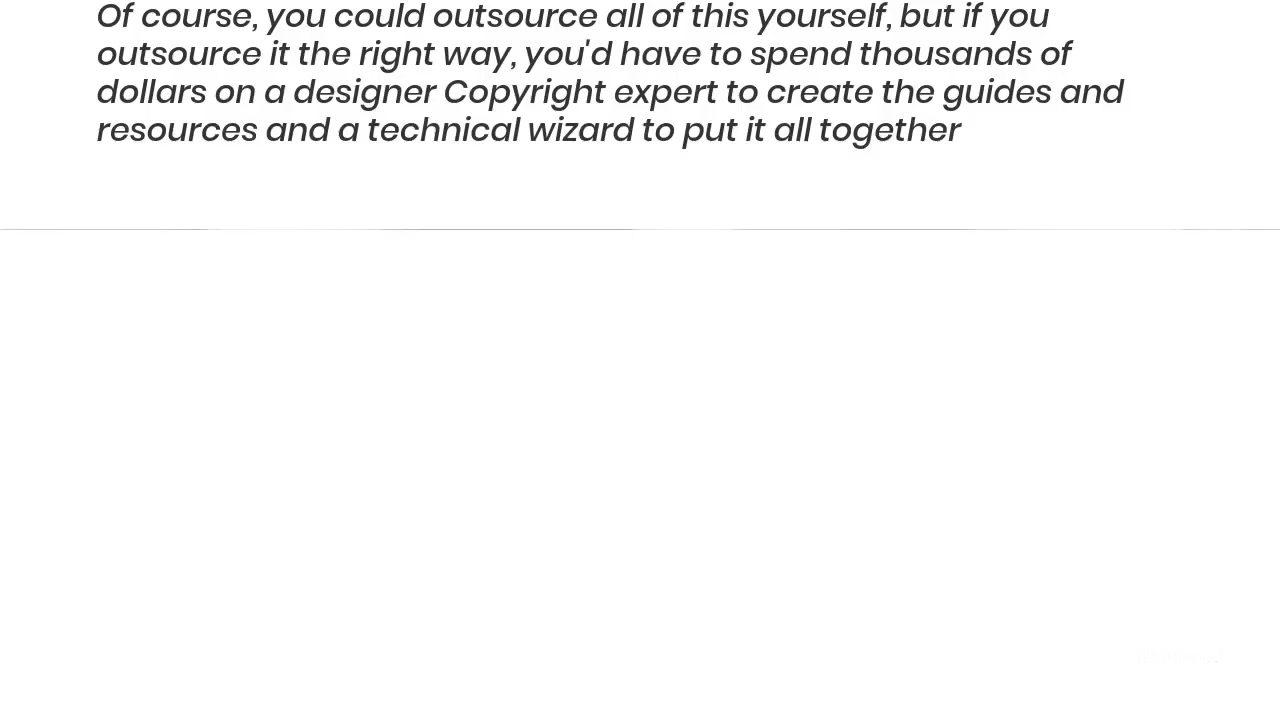 Of course, you could outsource all of this yourself, but if you
outsource it the right way, you'd have to spend thousands of
dollars on a designer Copyright expert to create the guides and
resources and a technical wizard to put it all together